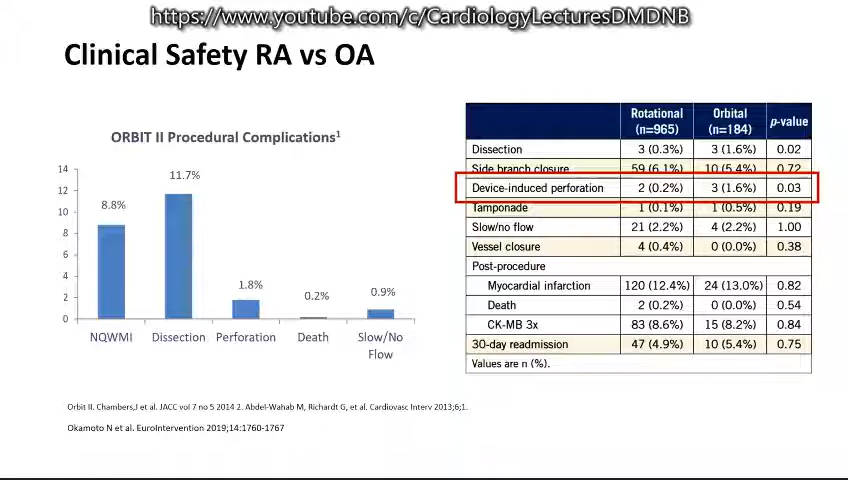 https://www.youtube.com/c/CardiologyLecturesDMDNB
Clinical Safety RA vs OA
ORBIT II Procedural Complications1
14
12
10
8
6
4
2
0
8.8%
11.7%
1.8%
0.2%
0.9%
NQWMI Dissection Perforation Death Slow/No
Flow
Rotational Orbital p-value
(n=965) (n=184)
Dissection 3 (0.3%) 3 (1.6%) 0.02
Side branch closure 59 (6.1%) 10 (5.4%) 0.72
Device-induced perforation 2 (0.2%) 3 (1.6%) 0.03
Tamponade 1 (0.1%) 1 (0.5%) 0.19
Slow/no flow 21 (2.2%) 4 (2.2%) 1.00
Vessel closure 4 (0.4%) 0 (0.0%) 0.38
Post-procedure
Myocardial infarction 120 (12.4%) 24 (13.0%) 0.82
Death 2 (0.2%) 0 (0.0%) 0.54
CK-MB 3x 83 (8.6%) 15 (8.2%) 0.84
30-day readmission 47 (4.9%) 10 (5.4%) 0.75
Values are n (%).
Orbit II. Chambers,J et al. JACC vol 7 no 5 2014 2. Abdel-Wahab M, Richardt G, et al. Cardiovasc Interv 2013;6;1.
Okamoto N et al. EuroIntervention 2019;14:1760-1767